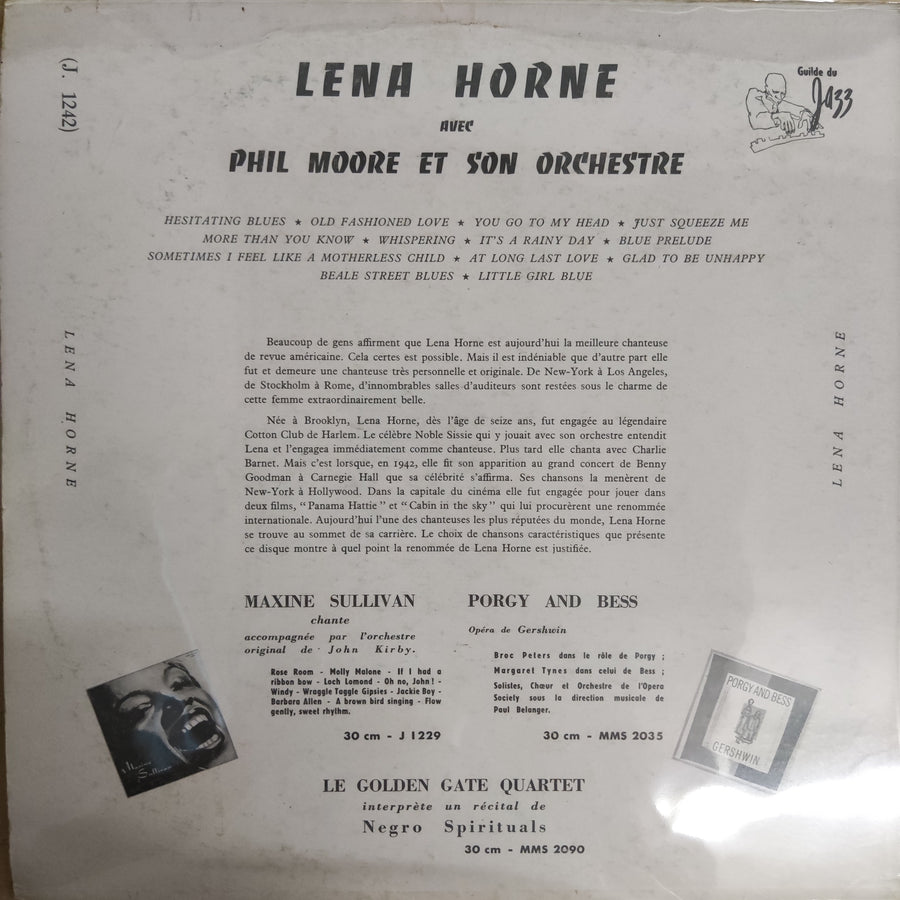 (J. 1242)
LENA HORNE
AVEC
PHIL MOORE ET SON ORCHESTRE
Guilde du
Jazz
HESITATING BLUES ★ OLD FASHIONED LOVE ★ YOU GO TO MY HEAD ★ JUST SQUEEZE ME
MORE THAN YOU KNOW ★ WHISPERING ★ IT'S A RAINY DAY ★ BLUE PRELUDE
SOMETIMES I FEEL LIKE A MOTHERLESS CHILD ★ AT LONG LAST LOVE ★ GLAD TO BE UNHAPPY
BEALE STREET BLUES ★ LITTLE GIRL BLUE
LENA HORNE
LENA HORNE
Beaucoup de gens affirment que Lena Horne est aujourd'hui la meilleure chanteuse
de revue américaine. Cela certes est possible. Mais il est indéniable que d'autre part elle
fut et demeure une chanteuse très personnelle et originale. De New-York à Los Angeles,
de Stockholm à Rome, d'innombrables salles d'auditeurs sont restées sous le charme de
cette femme extraordinairement belle.
Née à Brooklyn, Lena Horne, dès l'âge de seize ans, fut engagée au légendaire
Cotton Club de Harlem. Le célèbre Noble Sissie qui y jouait avec son orchestre entendit
Lena et l'engagea immédiatement comme chanteuse. Plus tard elle chanta avec Charlie
Barnet. Mais c'est lorsque, en 1942, elle fit son apparition au grand concert de Benny
Goodman à Carnegie Hall que sa célébrité s'affirma. Ses chansons la menèrent de
New-York à Hollywood. Dans la capitale du cinéma elle fut engagée pour jouer dans
deux films, "Panama Hattie" et "Cabin in the sky" qui lui procurèrent une renommée
internationale. Aujourd'hui l'une des chanteuses les plus réputées du monde, Lena Horne
se trouve au sommet de sa carrière. Le choix de chansons caractéristiques que présente
ce disque montre à quel point la renommée de Lena Horne est justifiée.
MAXINE SULLIVAN
chante
accompagnée par l'orchestre
original de John Kirby.
Rose Room - Molly Malone - If I had a
ribbon bow - Loch Lomond - Oh no, John ! -
Windy - Wraggle Taggle Gipsies - Jackie Boy -
Barbara Allen - A brown bird singing - Flow
gently, sweet rhythm.
30 cm - J 1229
Maxine
Sullivan
PORGY AND BESS
Opéra de Gershwin
Broc Peters dans le rôle de Porgy ;
Margaret Tynes dans celui de Bess ;
Solistes, Chœur et Orchestre de l'Opera
Society sous la direction musicale de
Paul Belanger.
30 cm - MMS 2035
PORGY AND BESS
GERSHWIN
LE GOLDEN GATE QUARTET
interprète un récital de
Negro Spirituals
30 cm - MMS 2090